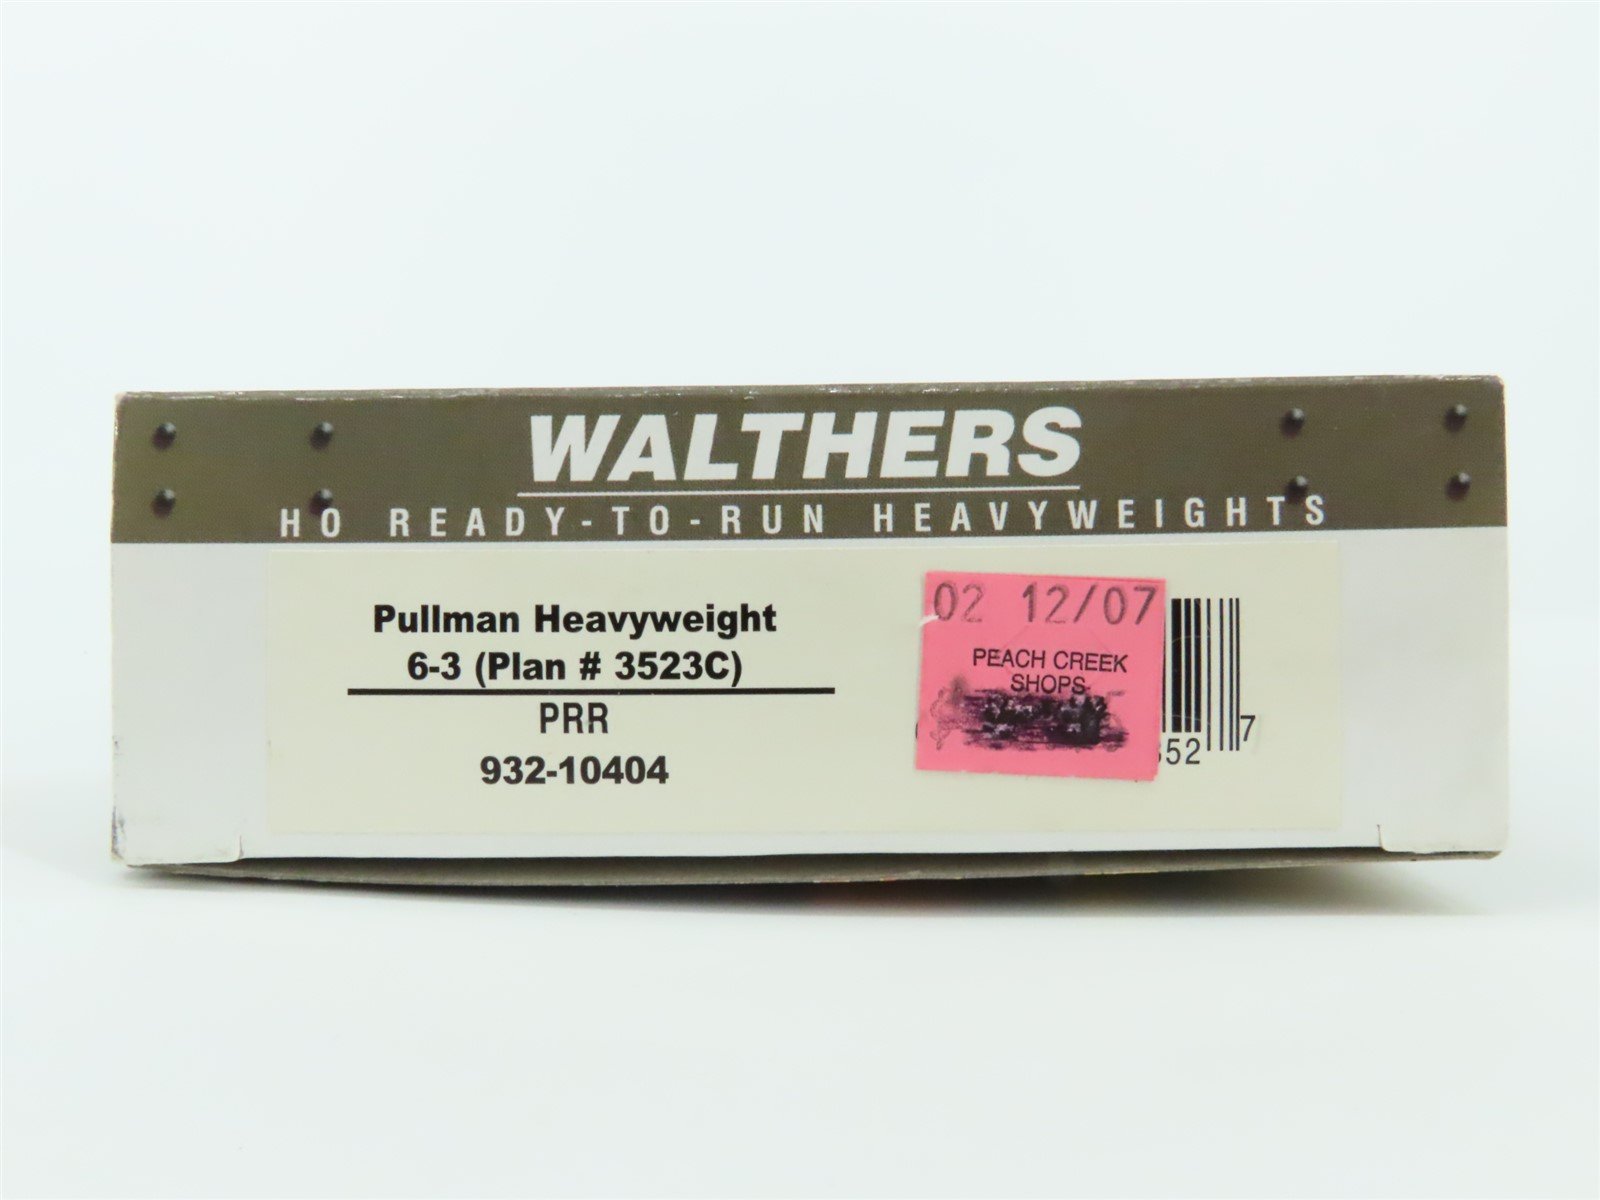 WALTHERS
HO READY-TO-RUN HEAVYWEIGHTS
Pullman Heavyweight
6-3 (Plan # 3523C)
PRR
932-10404
02 12/07
PEACH CREEK
SHOPS
52 7